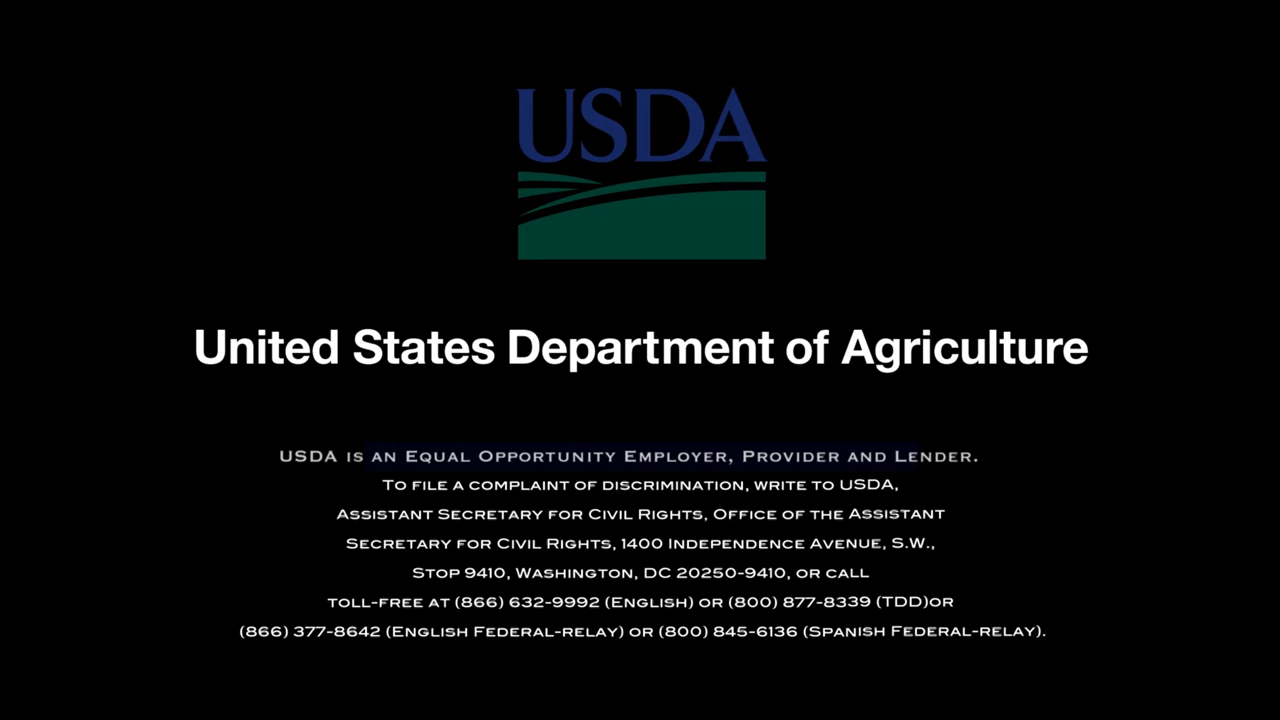 USDA
United States Department of Agriculture
USDA is an Equal Opportunity Employer, Provider and Lender.
To file a complaint of discrimination, write to USDA,
Assistant Secretary for Civil Rights, Office of the Assistant
Secretary for Civil Rights, 1400 Independence Avenue, S.W.,
Stop 9410, Washington, DC 20250-9410, or call
toll-free at (866) 632-9992 (English) or (800) 877-8339 (TDD)or
(866) 377-8642 (English Federal-relay) or (800) 845-6136 (Spanish Federal-relay).